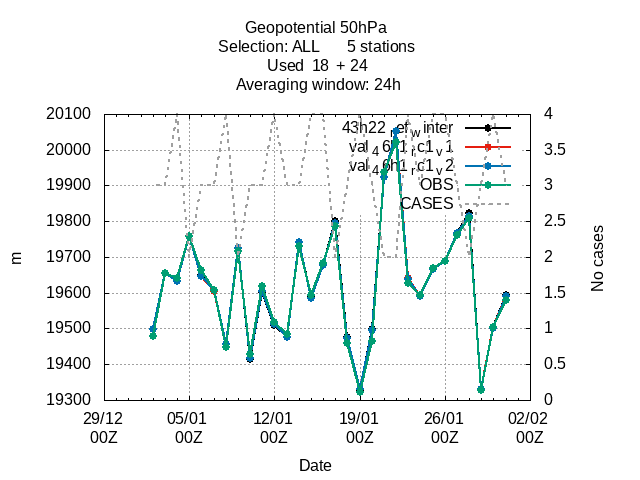 Geopotential 50hPa
Selection: ALL 5 stations
Used 18 + 24
Averaging window: 24h
20100
20000
19900
19800
19700
19600
19500
19400
19300
m
4
3.5
3
2.5
2
1.5
1
0.5
0
No cases
43h22_ref_winter
val_46h1_rc1_v1
val_46h1_rc1_v2
OBS
CASES
29/12 05/01 12/01 19/01 26/01 02/02
00Z 00Z 00Z 00Z 00Z 00Z
Date